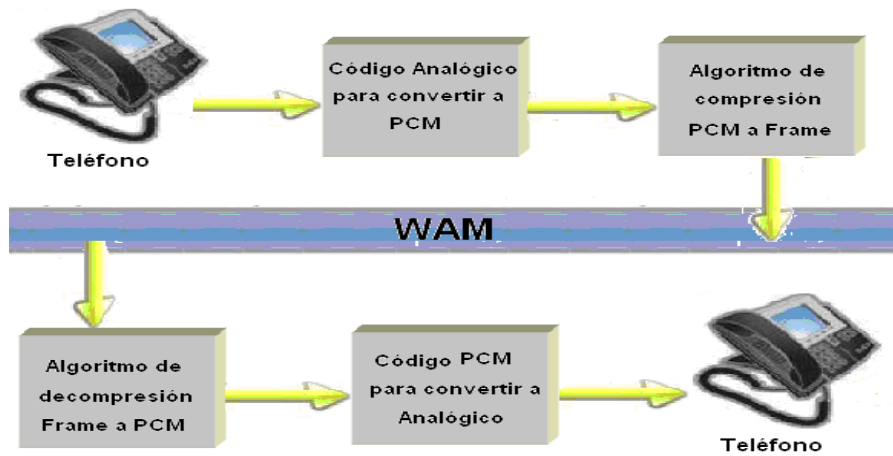 Teléfono
Código Analógico
para convertir a
PCM
Algoritmo de
compresión
PCM a Frame
WAM
Algoritmo de
decompresión
Frame a PCM
Código PCM
para convertir a
Analógico
Teléfono